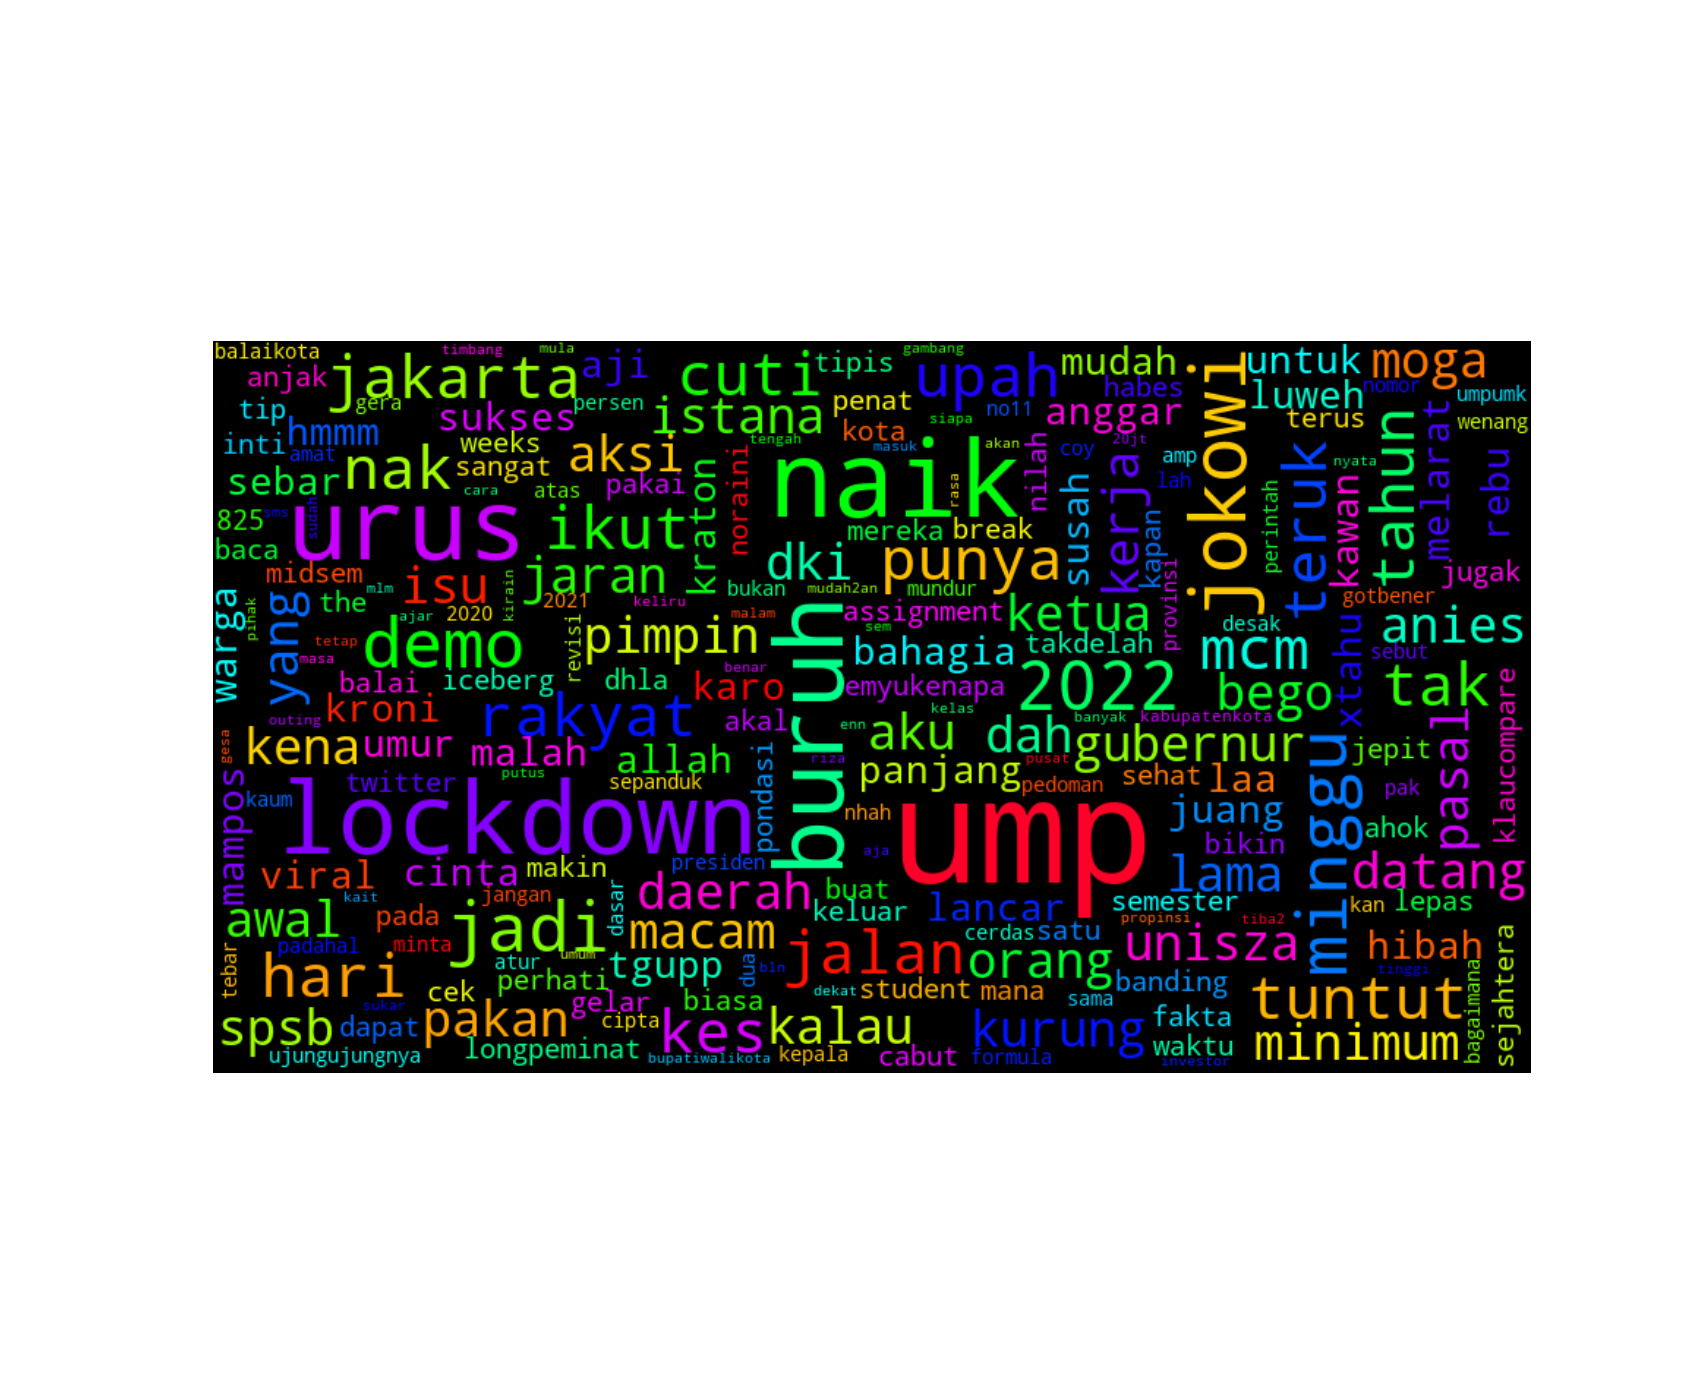 balaikota
timbang
mula
gambang
anjak
jakarta
aji
cuti
tipis
upah
mudah
untuk
moga
habes
nomor
umpumk
tip
gera
sukses
persen
istana
penat
no11
anggar
luweh
terus
wenang
siapa
inti
hmmm
amat
weeks
sangat
aksi
kota
tengah
masuk
akan
coy
20jt
amp
lah
nyata
nak
sebar
cara
atas
pakai
noraini
kraton
naik
rasa
nilah
susah
kerja
kapan
jokowi
perintah
teruk
kawan
tahun
melarat
rebu
825
sms
sudah
urus
ikut
mereka
break
baca
midsem
mlm
isu
jaran
dki
punya
jugak
bukan
mudah2an
mundur
provinsi
gotbener
warga
pihak
yang
the
ajar
2020
kirain
2021
keliru
malam
assignment
ketua
desak
anies
tetap
demo
revisi
pimpin
buruh
sem
bahagia
takdelah
mcm
xtahu
sebut
masa
balai
iceberg
dhla
karo
benar
emyukenapa
2022
bego
tak
klaucompare
outing
kroni
rakyat
akal
enn
kelas
banyak
kabupatenkota
gesa
kena
umur
malah
allah
pondasi
riza
aku
dah
gubernur
minggu
jepit
pasal
mampos
kaum
twitter
putus
sepanduk
panjang
pusat
pedoman
sehat
laa
pak
lockdown
nhah
ump
juang
ahok
aja
bikin
viral
cinta
makin
presiden
lama
datang
kait
jangan
dasar
daerah
buat
keluar
lancar
semester
kan
lepas
awal
pada
jadi
propinsi
tiba2
padahal
minta
macam
jalan
cerdas
satu
unisza
hibah
sejahtera
tebar
hari
atur
umum
tgupp
dua
bln
orang
tinggi
bagaimana
perhati
cek
sukar
gelar
biasa
dekat
student
mana
sama
banding
tuntut
spsb
dapat
pakan
cipta
kes
kalau
kurung
fakta
waktu
minimum
ujungujungnya
longpeminat
bupatiwalikota
kepala
cabut
formula
investor